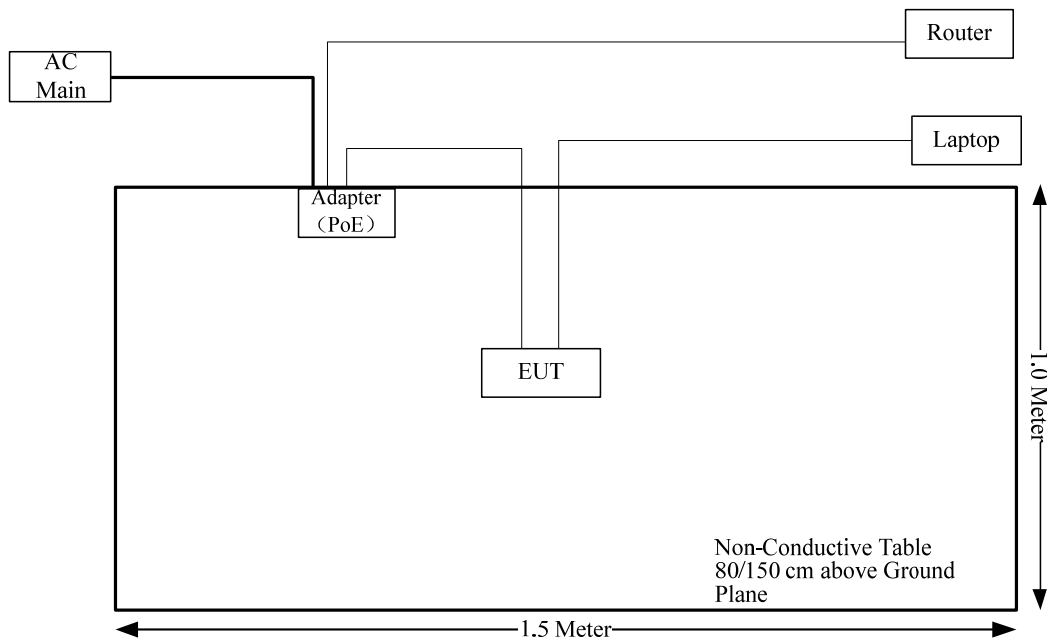 Router
AC
Main
Laptop
Adapter
（PoE）
EUT
1.0 Meter
Non-Conductive Table
80/150 cm above Ground
Plane
1.5 Meter